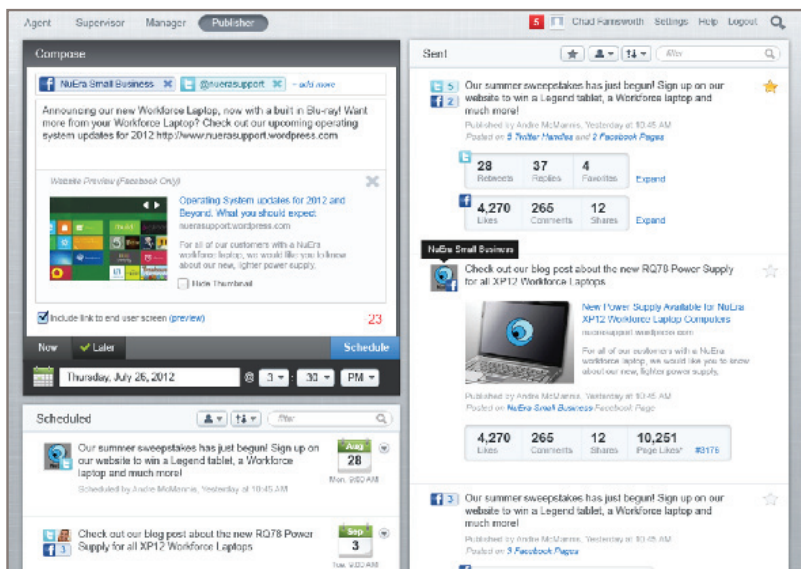 Agent Supervisor Manager Publisher
5 Chad Farnsworth Settings Help Logout
Compose
NuEra Small Business @nuerasupport + add more
Announcing our new Workforce Laptop, now with a built in Blu-ray! Want
more from your Workforce Laptop? Check out our upcoming operating
system updates for 2012 http://www.nuerasupport.wordpress.com
Website Preview (Facebook Only)
Operating System updates for 2012 and
Beyond. What you should expect
nuerasupport.wordpress.com
For all of our customers with a NuEra
workforce laptop, we would like you to know
about our new, lighter power supply,
Hide Thumbnail
Include link to end user screen (preview) -23
Now Later Schedule
Thursday, July 26, 2012 @ 3 : 30 PM
Scheduled filter
Our summer sweepstakes has just begun! Sign up on
our website to win a Legend tablet, a Workforce
laptop and much more!
Scheduled by Andre McMannis, Yesterday at 10:45 AM
Aug
28
Mon, 9:00 AM
3
Check out our blog post about the new RQ78 Power
Supply for all XP12 Workforce Laptops
Sep
3
Tue, 9:00 AM
Sent filter
5
2
Our summer sweepstakes has just begun! Sign up on our
website to win a Legend tablet, a Workforce laptop and
much more!
Published by Andre McMannis, Yesterday at 10:45 AM
Posted on 5 Twitter Handles and 2 Facebook Pages
28 37 4
Retweets Replies Favorites Expand
4,270 265 12
Likes Comments Shares Expand
NuEra Small Business
Check out our blog post about the new RQ78 Power Supply
for all XP12 Workforce Laptops
New Power Supply Available for NuEra
XP12 Workforce Laptop Computers
nuerasupport.wordpress.com
For all of our customers with a NuEra
workforce laptop, we would like you to know
about our new, lighter power supply,
Published by Andre McMannis, Yesterday at 10:45 AM
Posted on NuEra Small Business Facebook Page
4,270 265 12 10,251
Likes Comments Shares Page Likes* #3176
3
Our summer sweepstakes has just begun! Sign up on our
website to win a Legend tablet, a Workforce laptop and
much more!
Published by Andre McMannis, Yesterday at 10:45 AM
Posted on 3 Facebook Pages